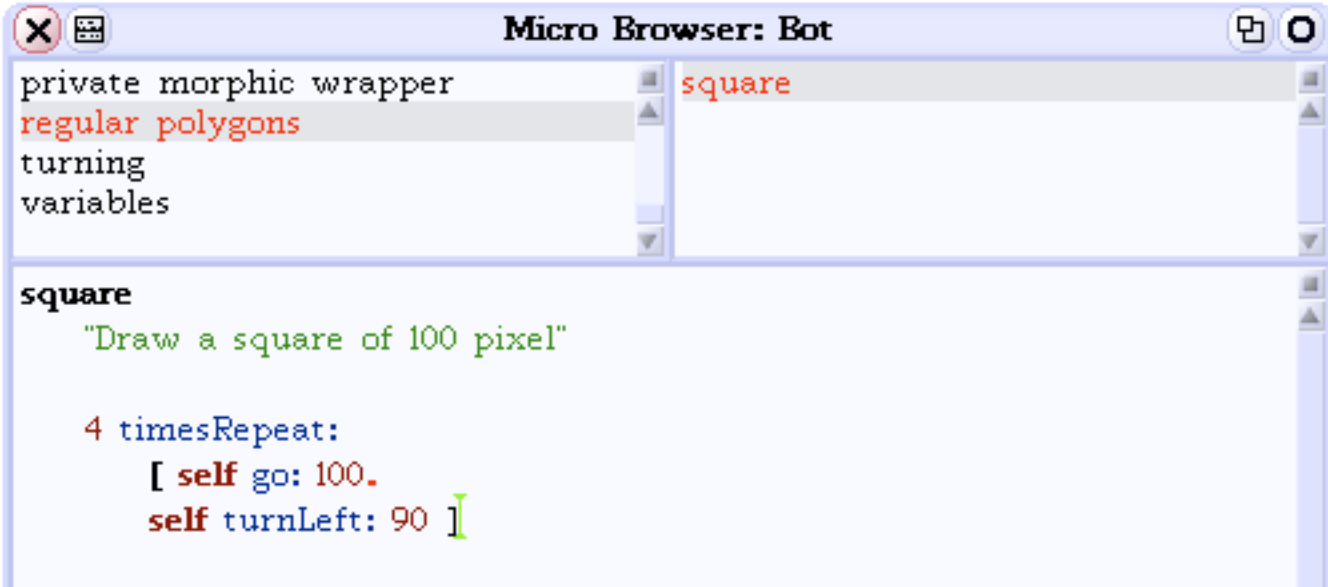 Micro Browser: Bot
private morphic wrapper
regular polygons
turning
variables
square
square
"Draw a square of 100 pixel"
4 timesRepeat:
[ self go: 100.
self turnLeft: 90 ]